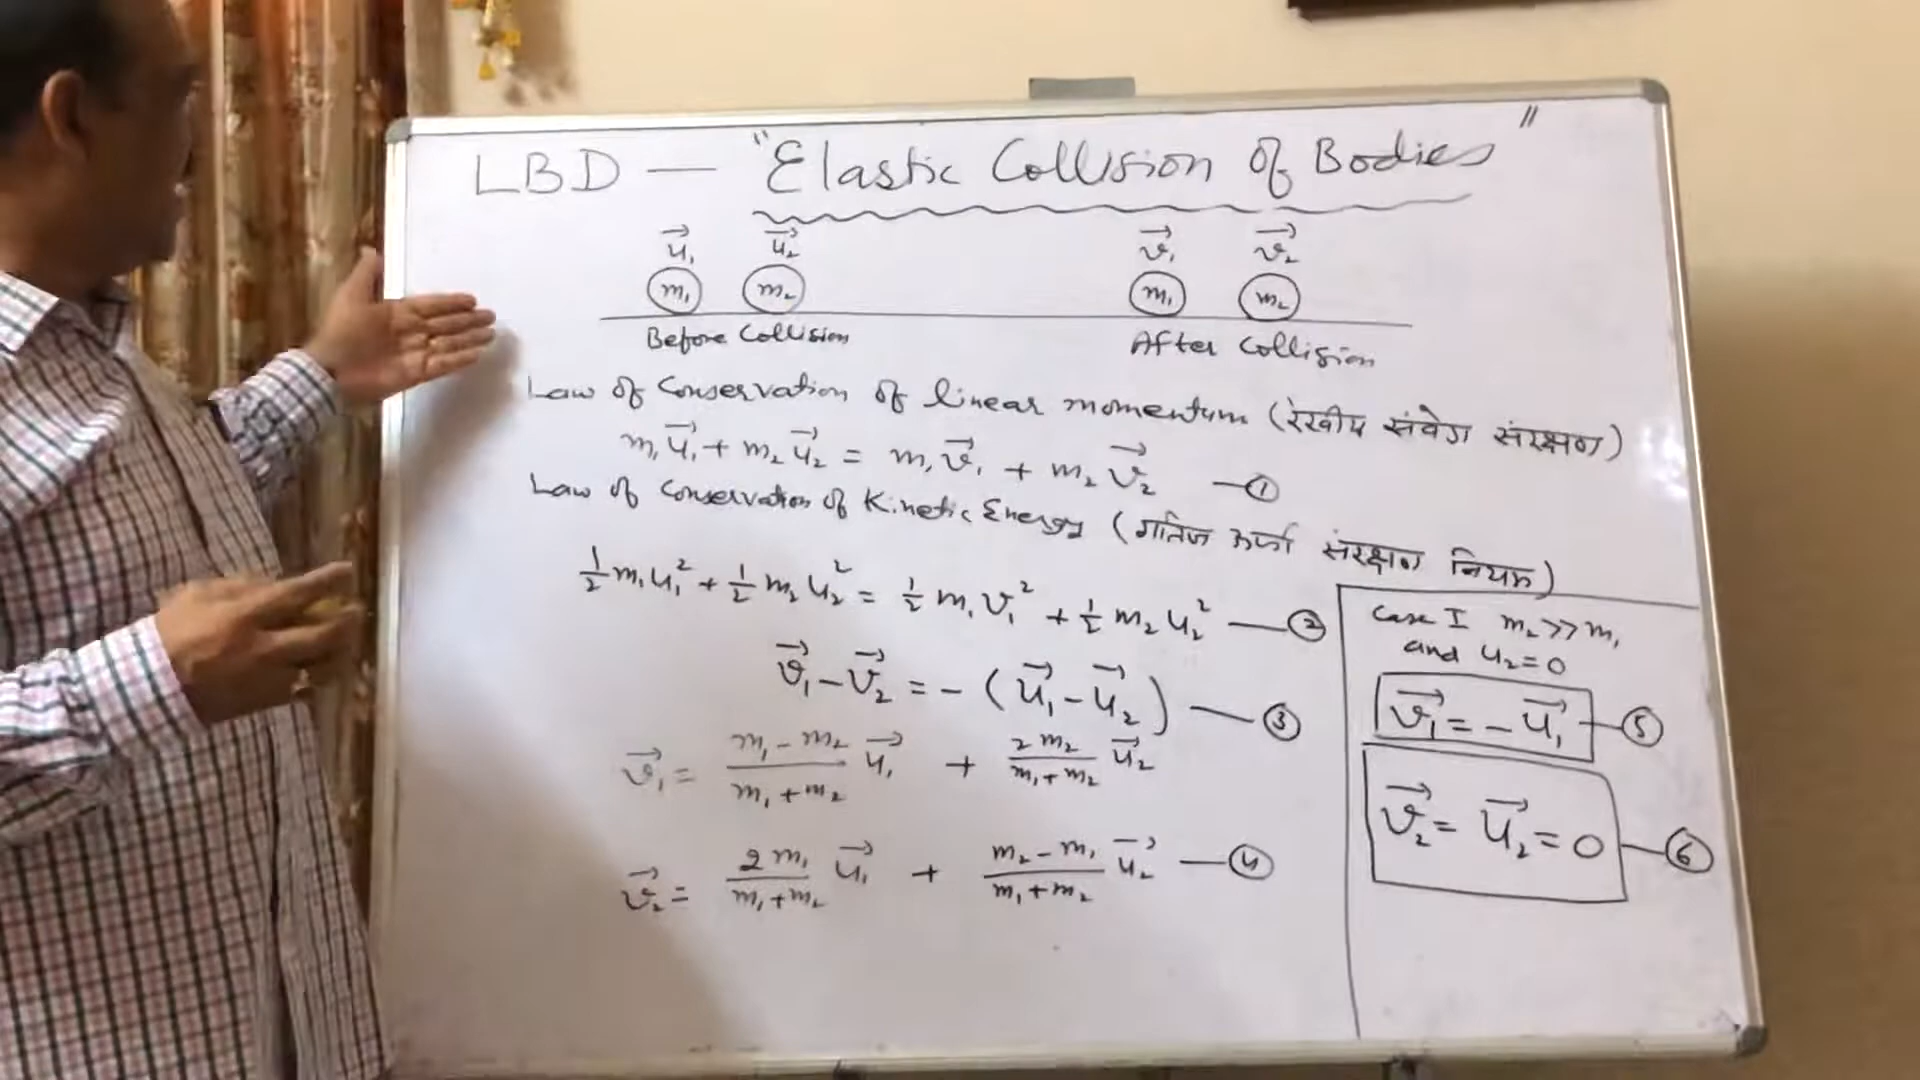 LBD — "Elastic Collision of Bodies"
u⃗₁ u⃗₂ v⃗₁ v⃗₂
m₁ m₂ m₁ m₂
Before Collision After Collision
Law of Conservation of linear momentum (रेखीय संवेग संरक्षण)
m₁u⃗₁ + m₂u⃗₂ = m₁v⃗₁ + m₂v⃗₂ —①
Law of Conservation of Kinetic Energy (गतिज ऊर्जा संरक्षण नियम)
½m₁u₁² + ½m₂u₂² = ½m₁v₁² + ½m₂u₂² —②
v⃗₁ - v⃗₂ = -(u⃗₁ - u⃗₂) —③
v⃗₁ = (m₁ - m₂)/(m₁ + m₂) u⃗₁ + 2m₂/(m₁ + m₂) u⃗₂
v⃗₂ = 2m₁/(m₁ + m₂) u⃗₁ + (m₂ - m₁)/(m₁ + m₂) u⃗₂ —④
Case I m₂ >> m₁
and u₂ = 0
v⃗₁ = -u⃗₁ —⑤
v⃗₂ = u⃗₂ = 0 —⑥